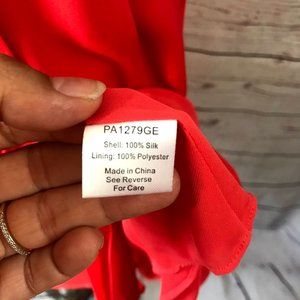 PA1279GE
Shell: 100% Silk
Lining: 100% Polyester
Made in China
See Reverse
For Care